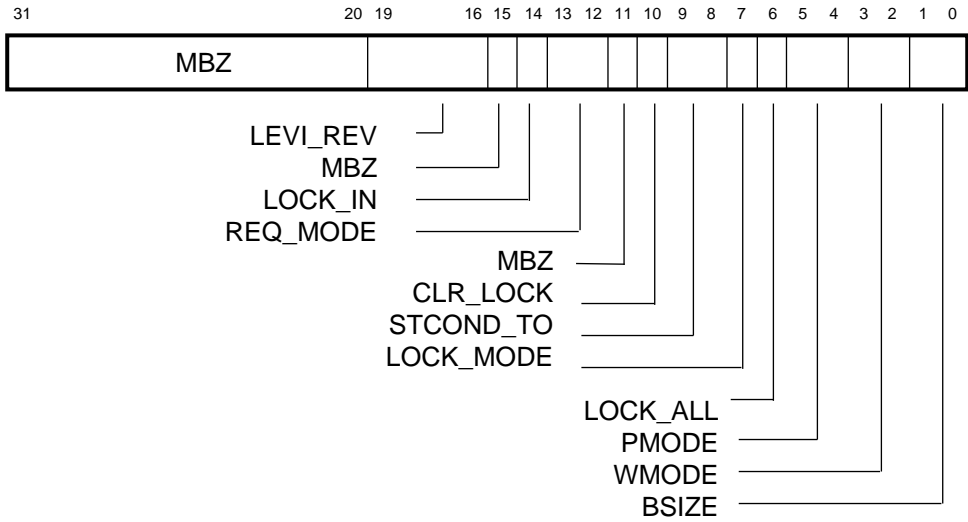 31 20 19 16 15 14 13 12 11 10 9 8 7 6 5 4 3 2 1 0
MBZ
LEVI_REV
MBZ
LOCK_IN
REQ_MODE
MBZ
CLR_LOCK
STCOND_TO
LOCK_MODE
LOCK_ALL
PMODE
WMODE
BSIZE